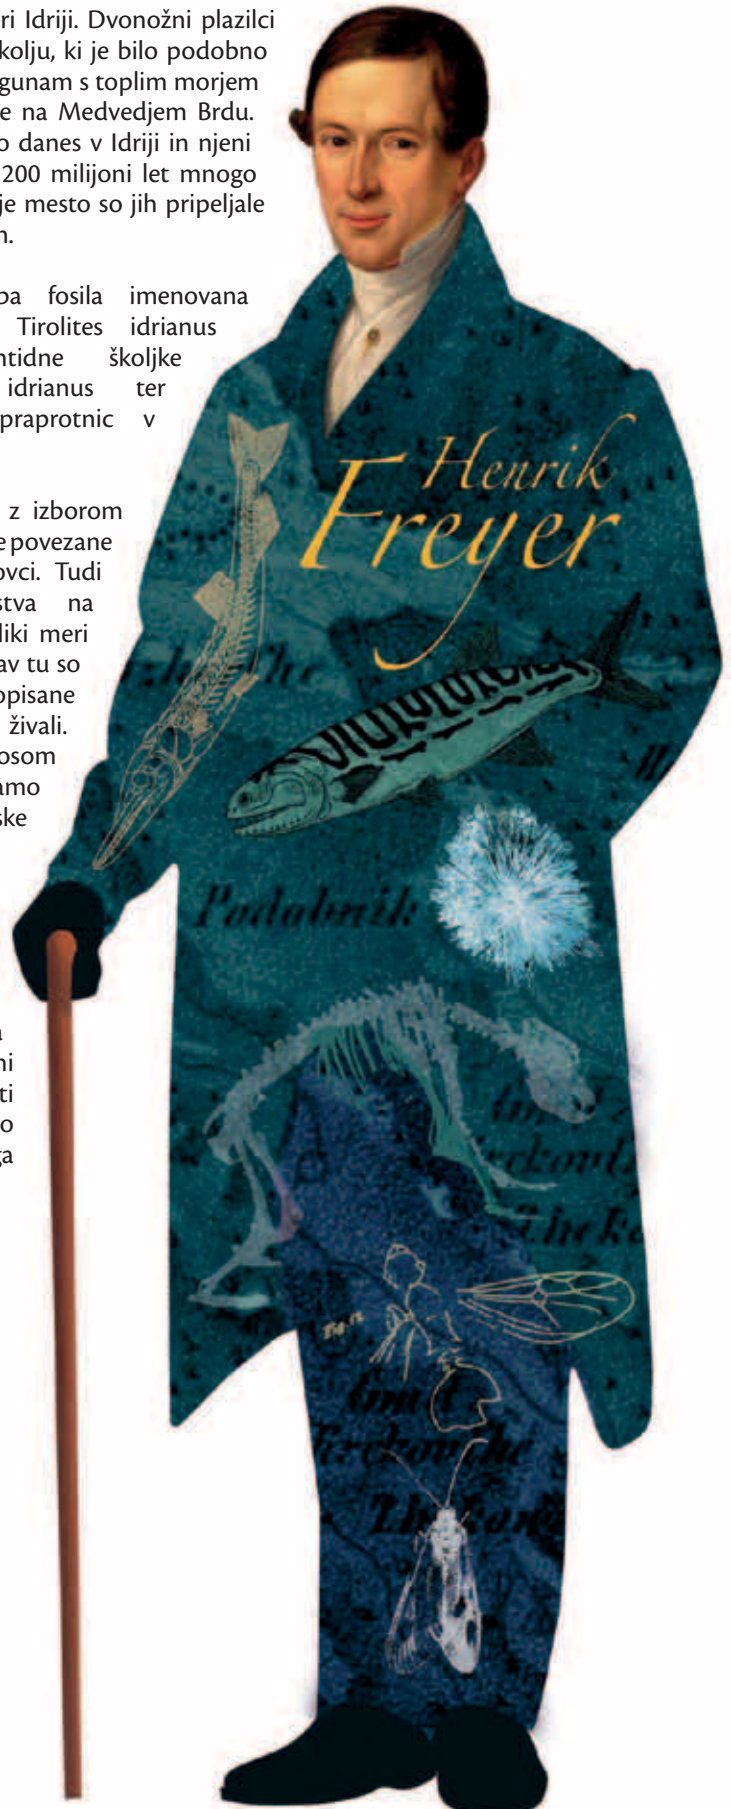 ri Idriji. Dvonožni plazilci
kolju, ki je bilo podobno
gunam s toplim morjem
e na Medvedjem Brdu.
o danes v Idriji in njeni
200 milijoni let mnogo
je mesto so jih pripeljale
n.
ba fosila imenovana
Tirolites idrianus
ntidne školjke
idrianus ter
praprotnic v
z izborom
e povezane
ovci. Tudi
stva na
liki meri
av tu so
opisane
živali.
osom
amo
ske
ni
ti
o
ga
Henrik
Freyer
Podobnik
Fig. 12